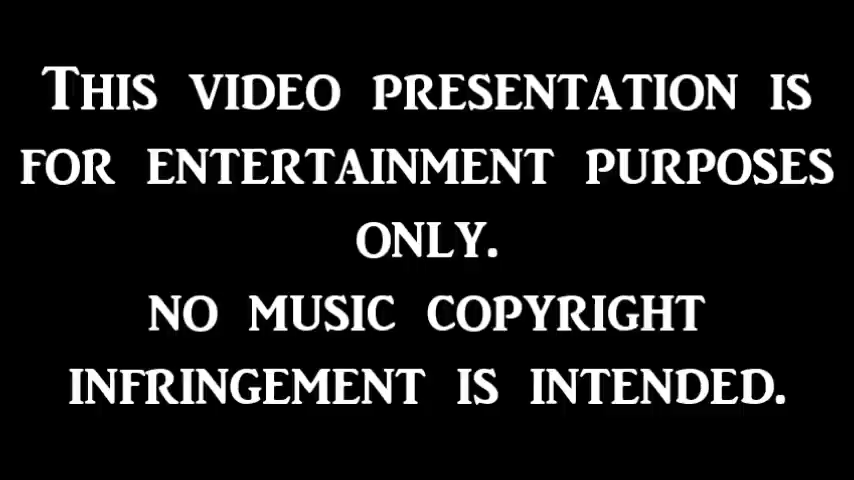 This video presentation is
for entertainment purposes
only.
no music copyright
infringement is intended.